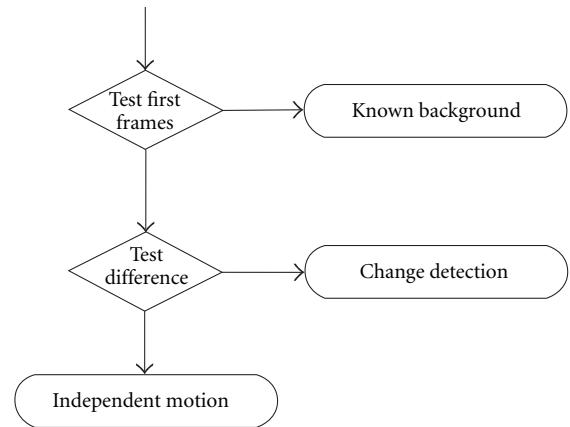 Test first
frames
Known background
Test
difference
Change detection
Independent motion